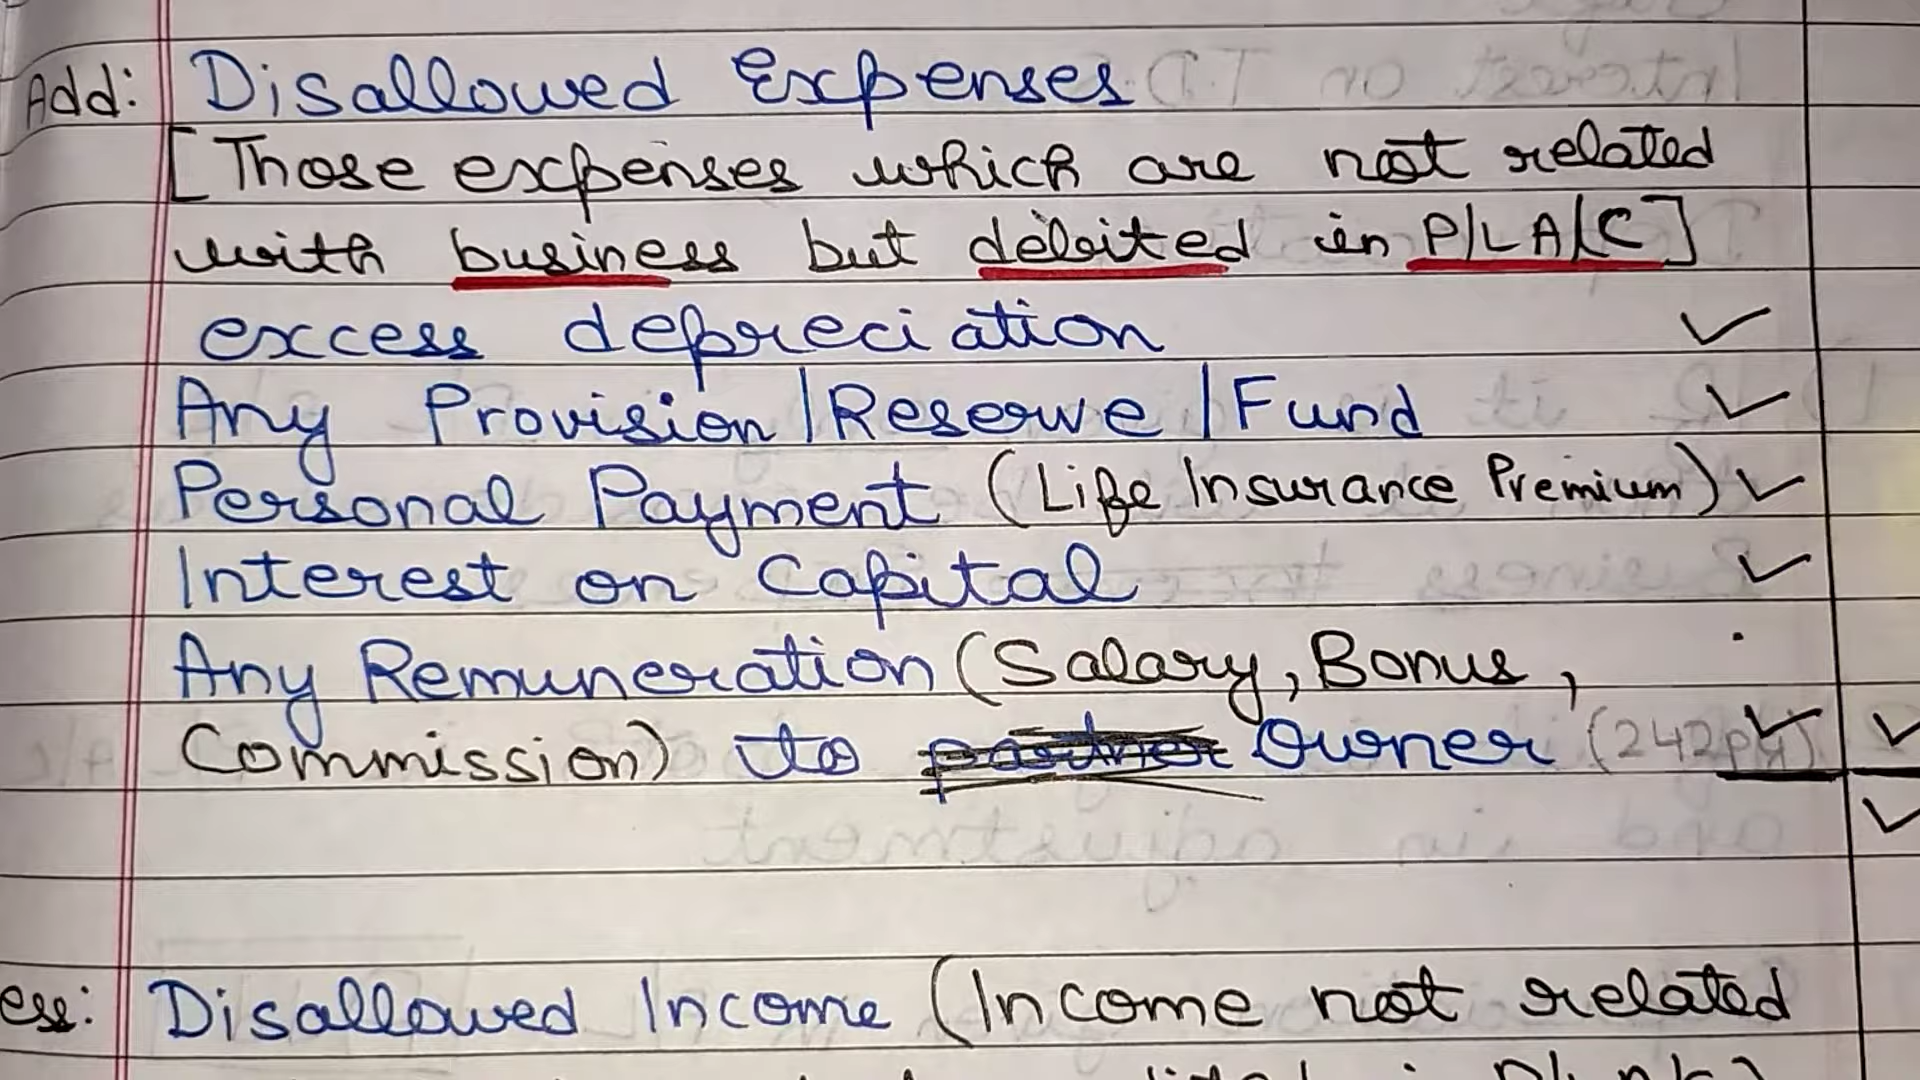 Add: Disallowed Expenses
[Those expenses which are not related
with business but debited in P/L A/C]
excess depreciation ✓
Any Provision/Reserve/Fund ✓
Personal Payment (Life Insurance Premium) ✓
Interest on Capital ✓
Any Remuneration (Salary, Bonus,
Commission) to Owner
ess: Disallowed Income (Income not related